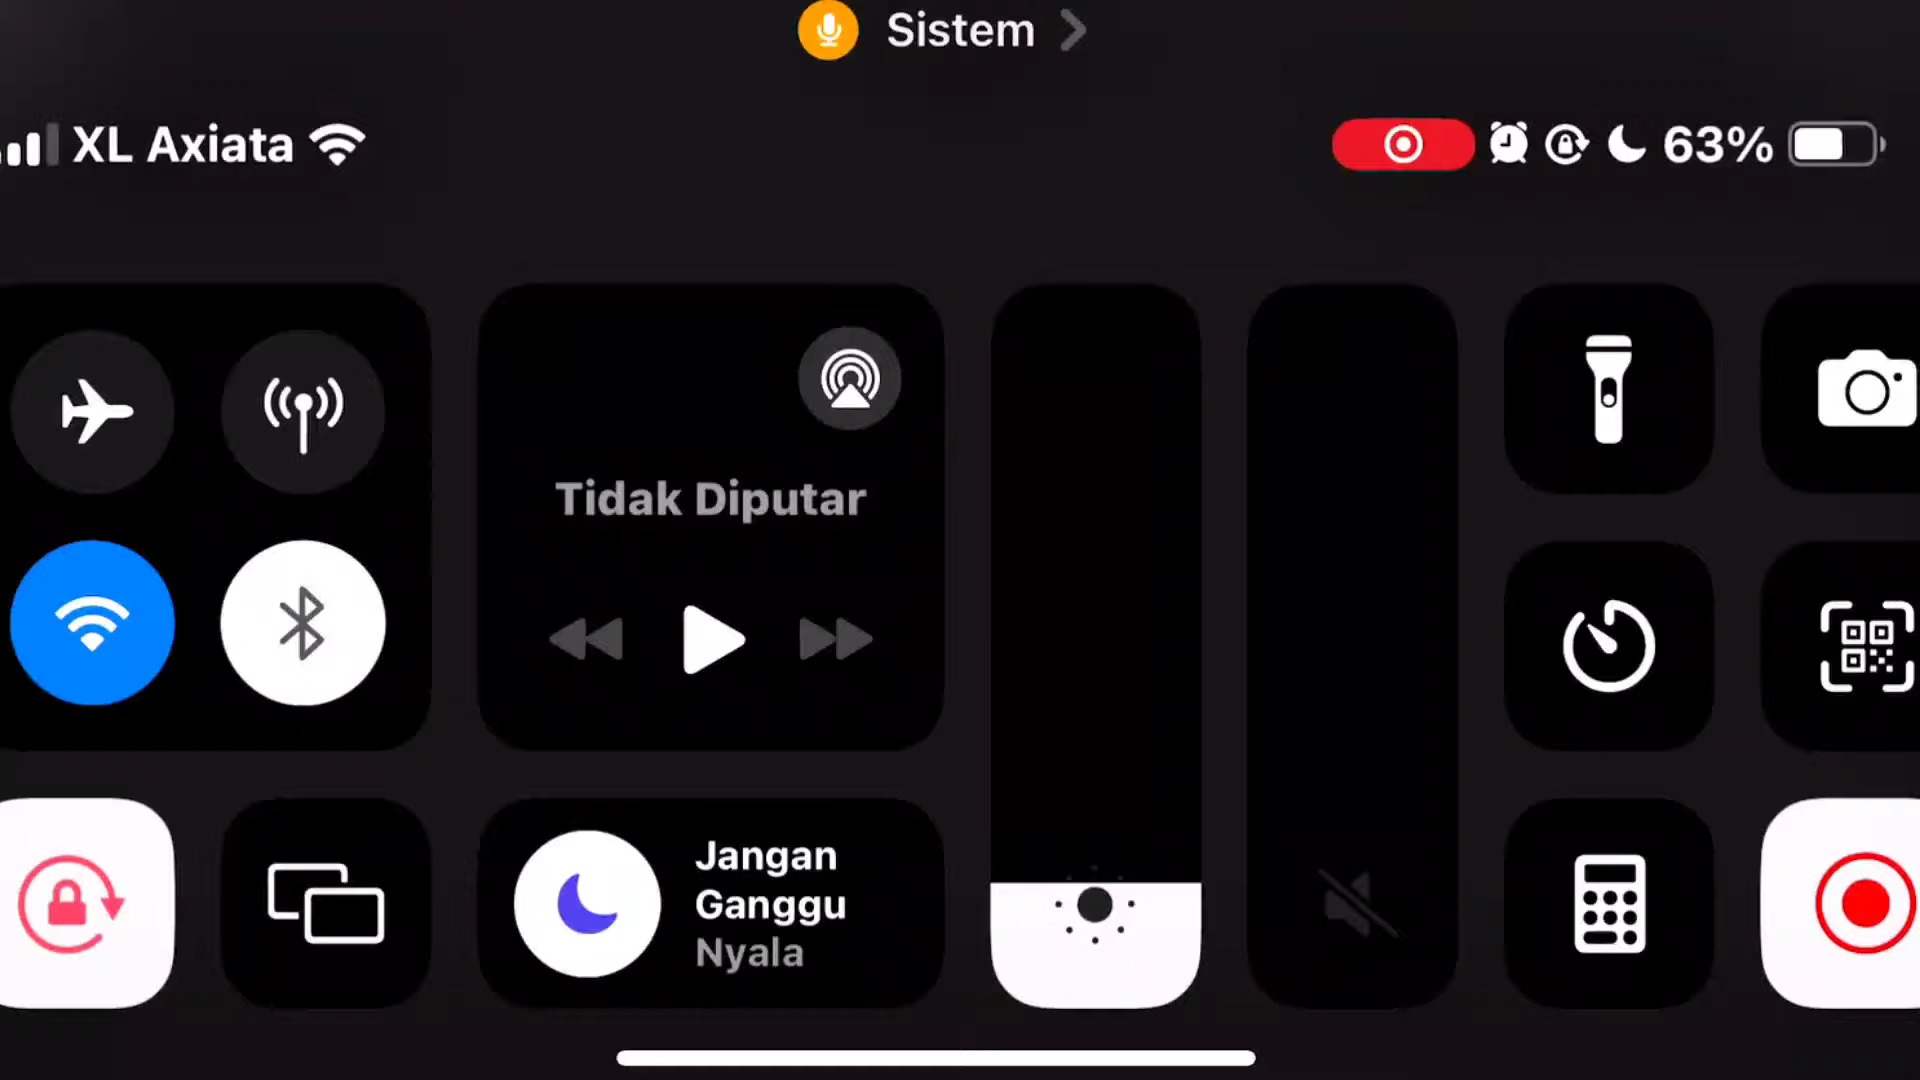 Sistem
XL Axiata
63%
Tidak Diputar
Jangan
Ganggu
Nyala